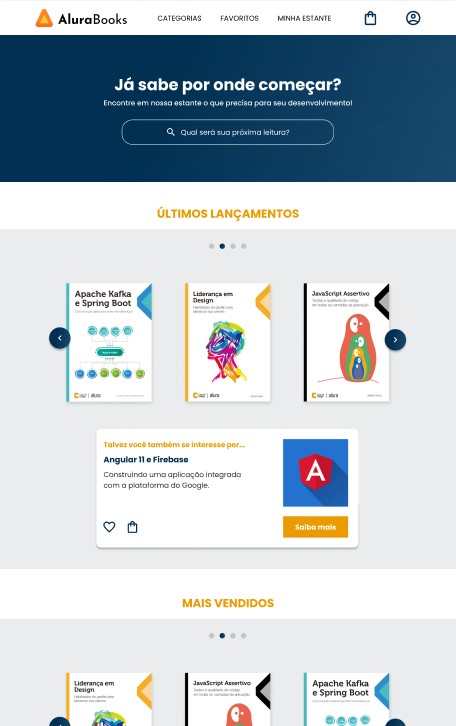 AluraBooks
CATEGORIAS FAVORITOS MINHA ESTANTE
Já sabe por onde começar?
Encontre em nossa estante o que precisa para seu desenvolvimento!
Qual será sua próxima leitura?
ÚLTIMOS LANÇAMENTOS
Apache Kafka
e Spring Boot
Liderança em
Design
JavaScript Assertivo
alura
alura
alura
Talvez você também se interesse por...
Angular 11 e Firebase
Construindo uma aplicação integrada
com a plataforma do Google.
A
Saiba mais
MAIS VENDIDOS
Liderança em
Design
JavaScript Assertivo
Apache Kafka
e Spring Boot